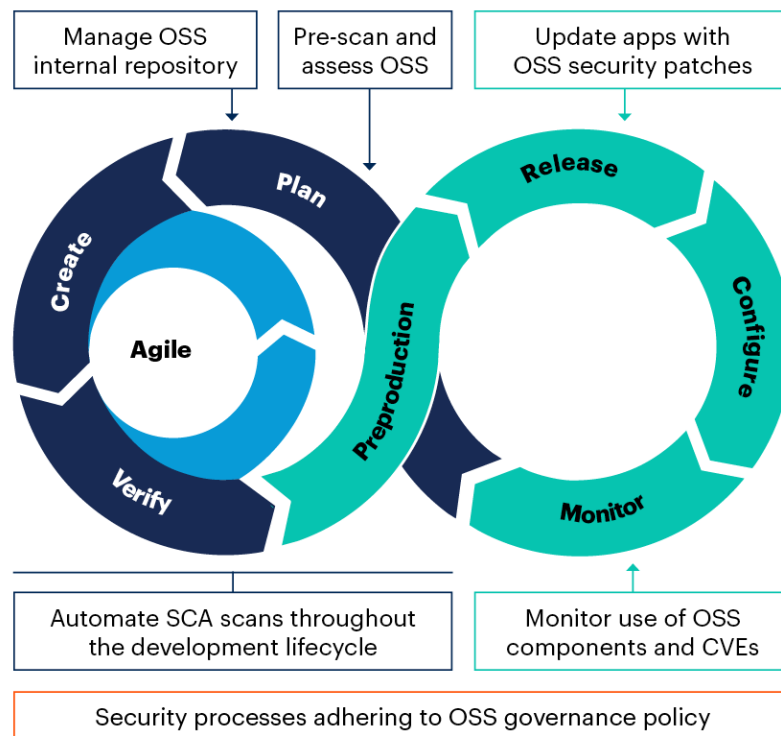 Manage OSS
internal repository
Pre-scan and
assess OSS
Update apps with
OSS security patches
Plan
Create
Agile
Verify
Preproduction
Release
Configure
Monitor
Automate SCA scans throughout
the development lifecycle
Monitor use of OSS
components and CVEs
Security processes adhering to OSS governance policy